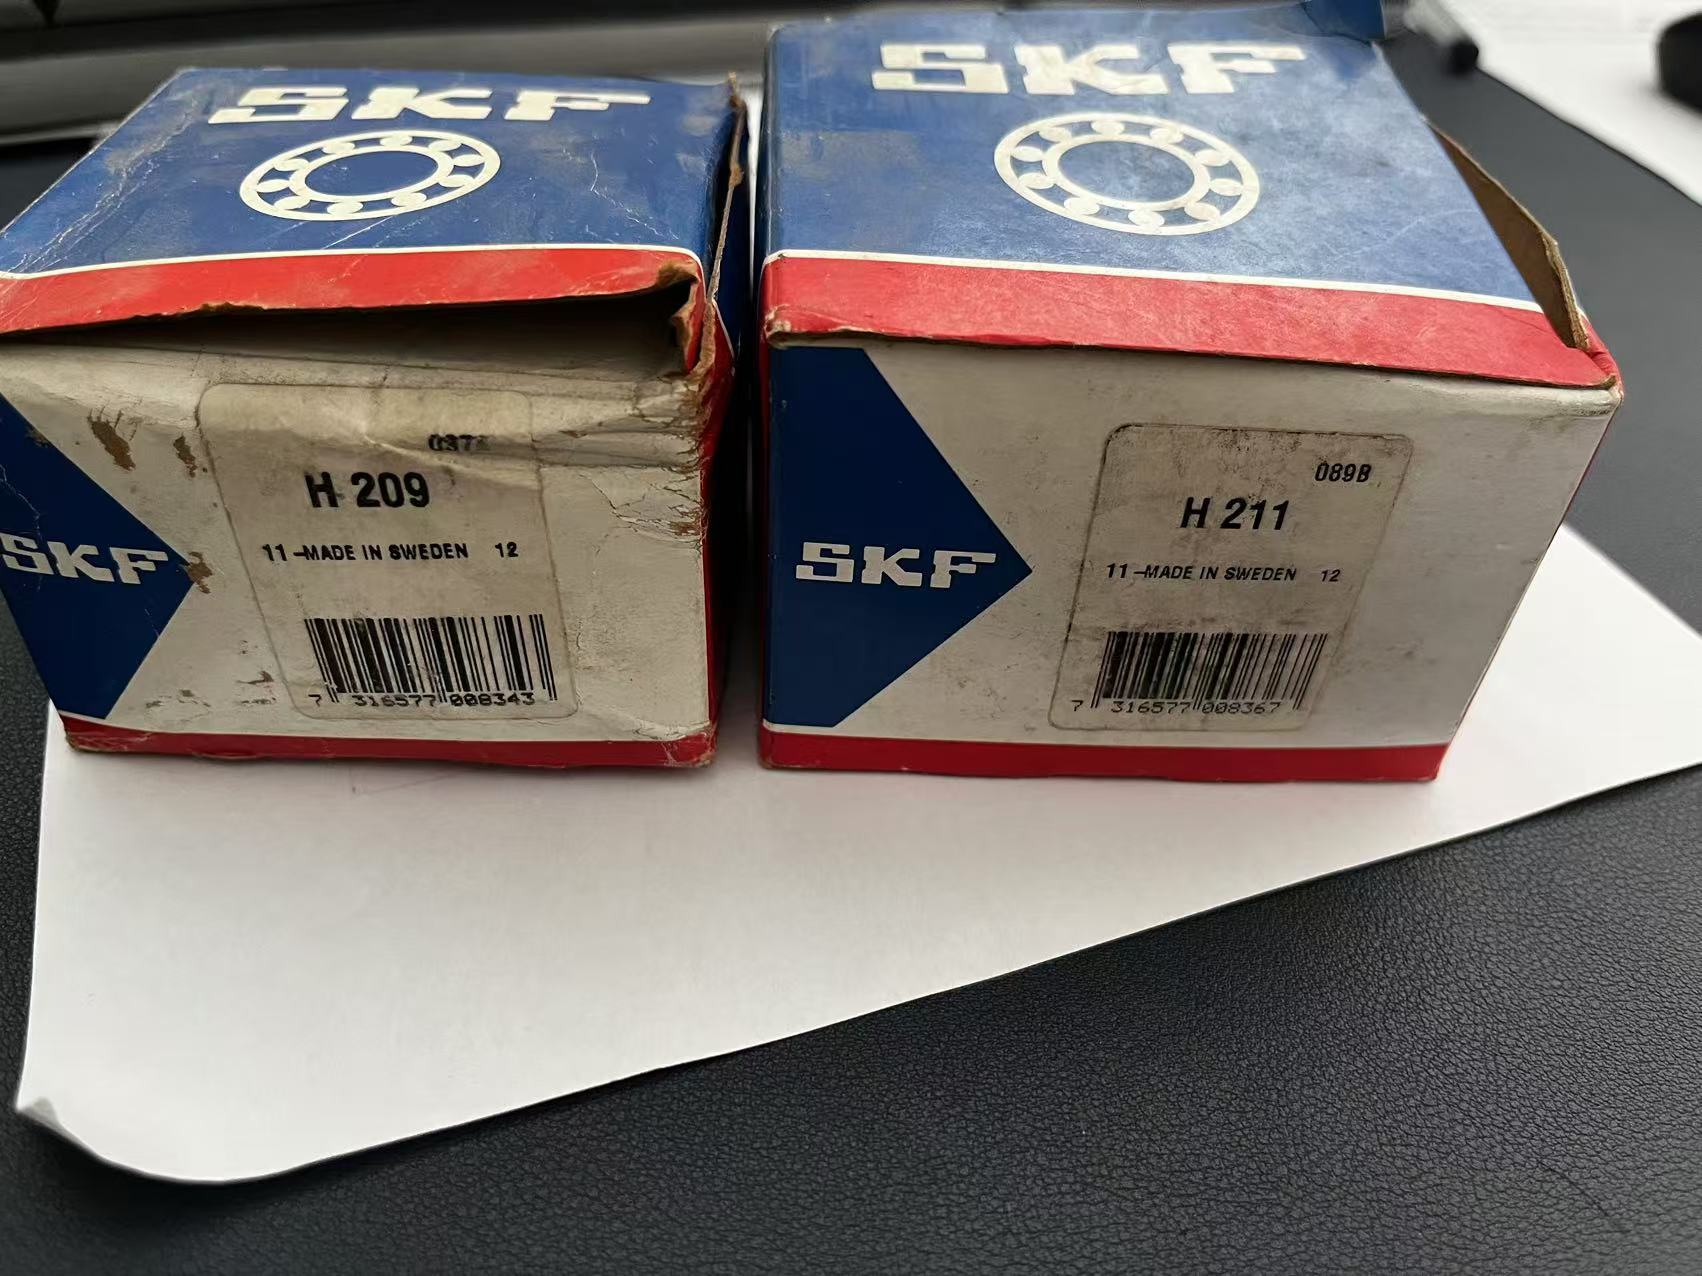 SKF
SKF
H 209
11 -MADE IN SWEDEN 12
SKF
7 316577 008343
SKF
089B
H 211
11 -MADE IN SWEDEN 12
SKF
7 316577 008367